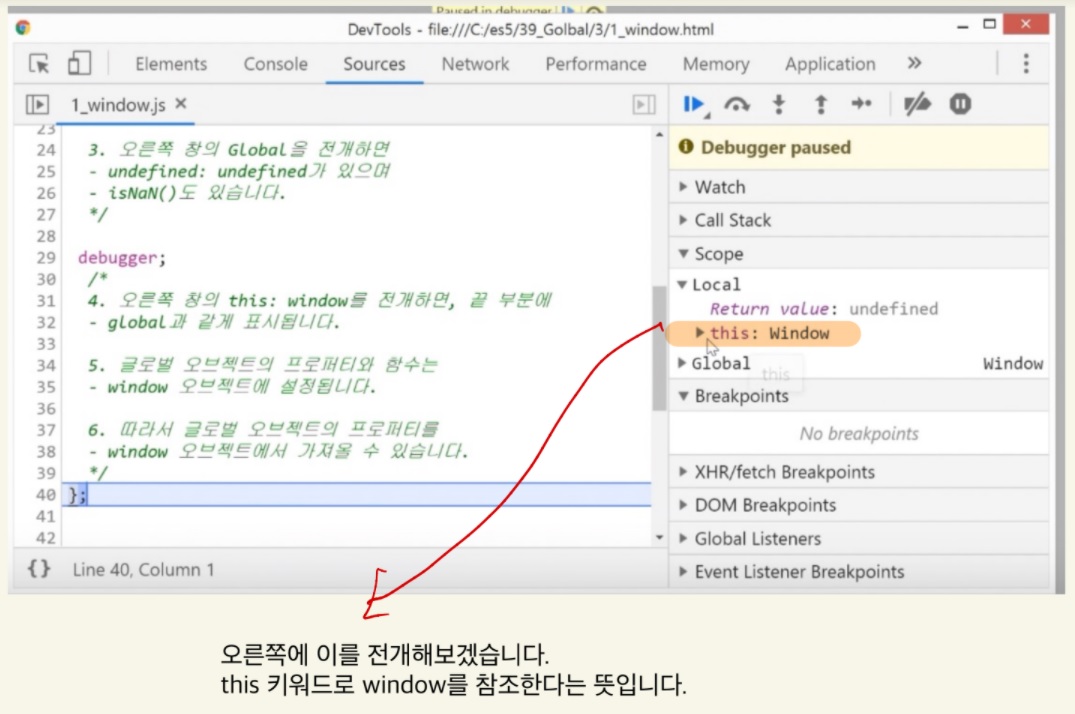 Paused in debugger
DevTools - file:///C:/es5/39_Golbal/3/1_window.html
Elements Console Sources Network Performance Memory Application »
1_window.js ×
23
24 3. 오른쪽 창의 Global을 전개하면
25 - undefined: undefined가 있으며
26 - isNaN()도 있습니다.
27 */
28
29 debugger;
30 /*
31 4. 오른쪽 창의 this: window를 전개하면, 끝 부분에
32 - global과 같게 표시됩니다.
33
34 5. 글로벌 오브젝트의 프로퍼티와 함수는
35 - window 오브젝트에 설정됩니다.
36
37 6. 따라서 글로벌 오브젝트의 프로퍼티를
38 - window 오브젝트에서 가져올 수 있습니다.
39 */
40 };
41
42
{} Line 40, Column 1
Debugger paused
Watch
Call Stack
Scope
Local
Return value: undefined
this: Window
Global Window
this
Breakpoints
No breakpoints
XHR/fetch Breakpoints
DOM Breakpoints
Global Listeners
Event Listener Breakpoints
오른쪽에 이를 전개해보겠습니다.
this 키워드로 window를 참조한다는 뜻입니다.